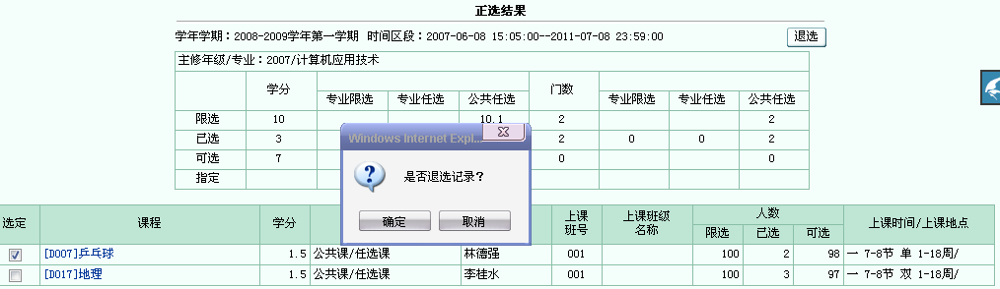 正选结果
学年学期：2008-2009学年第一学期 时间区段：2007-06-08 15:05:00--2011-07-08 23:59:00 退选
主修年级/专业：2007/计算机应用技术
学分 门数
专业限选 专业任选 公共任选 专业限选 专业任选 公共任选
限选 10 10.1 2 2
已选 3 2 0 0 2
可选 7 0 0
指定
Windows Internet Expl...
是否退选记录？
确定 取消
选定 课程 学分 上课班号 上课班级名称 人数 上课时间/上课地点
限选 已选 可选
[D007]乒乓球 1.5 公共课/任选课 林德强 001 100 2 98 一 7-8节 单 1-18周/
[D017]地理 1.5 公共课/任选课 李桂水 001 100 3 97 一 7-8节 双 1-18周/